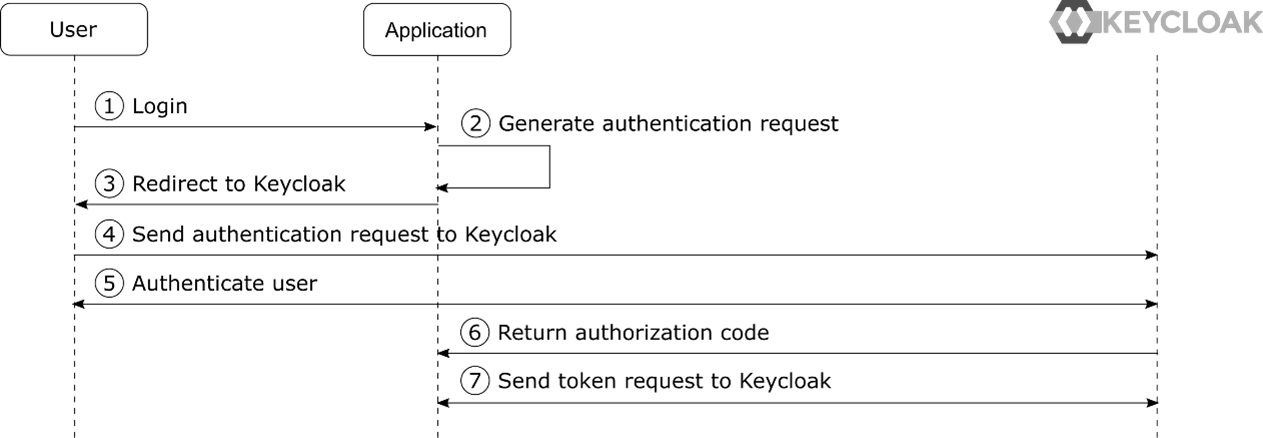 User
Application
KEYCLOAK
1 Login
2 Generate authentication request
3 Redirect to Keycloak
4 Send authentication request to Keycloak
5 Authenticate user
6 Return authorization code
7 Send token request to Keycloak